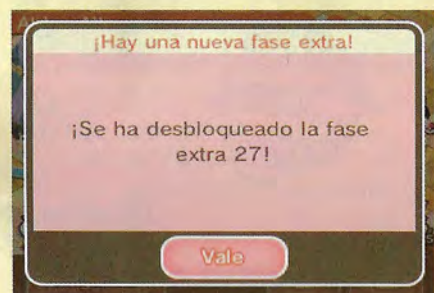 ¡Hay una nueva fase extra!
¡Se ha desbloqueado la fase
extra 27!
Vale